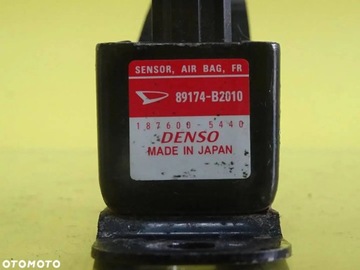 SENSOR, AIR BAG, FR
89174-B2010
187600-5440
DENSO
MADE IN JAPAN
OTOMOTO